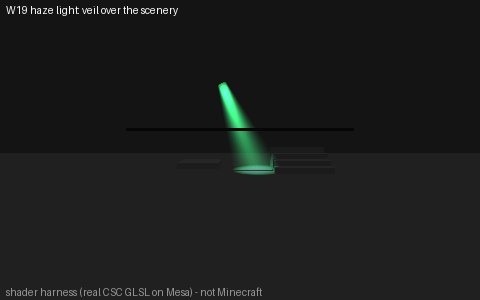 W19 haze light: veil over the scenery
shader harness (real CSC GLSL on Mesa) - not Minecraft